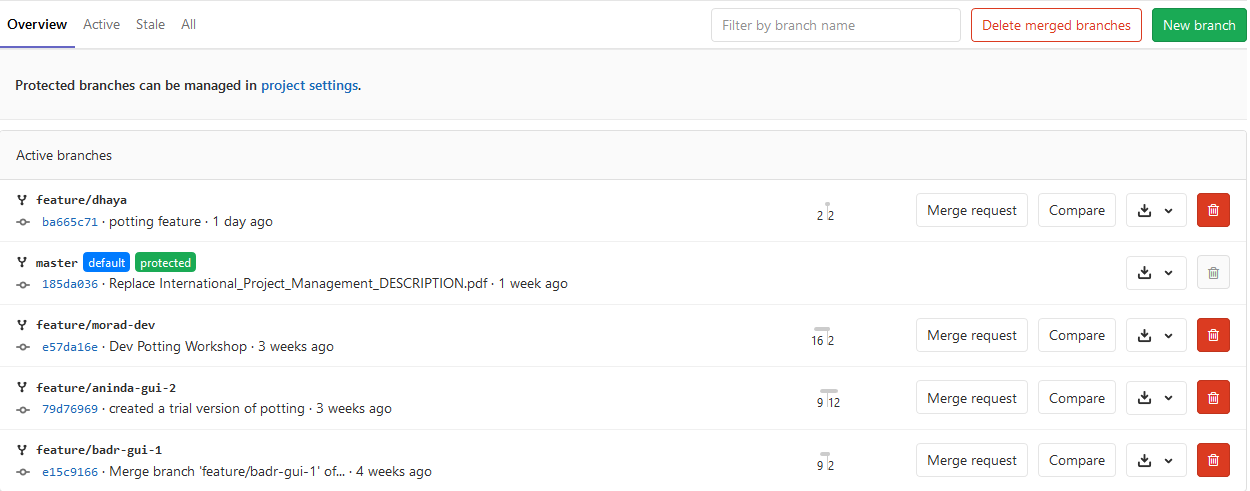 Overview Active Stale All Filter by branch name Delete merged branches New branch
Protected branches can be managed in project settings.
Active branches
feature/dhaya
ba665c71 · potting feature · 1 day ago
2 2 Merge request Compare
master default protected
185da036 · Replace International_Project_Management_DESCRIPTION.pdf · 1 week ago
feature/morad-dev
e57da16e · Dev Potting Workshop · 3 weeks ago
16 2 Merge request Compare
feature/aninda-gui-2
79d76969 · created a trial version of potting · 3 weeks ago
9 12 Merge request Compare
feature/badr-gui-1
e15c9166 · Merge branch 'feature/badr-gui-1' of... · 4 weeks ago
9 2 Merge request Compare